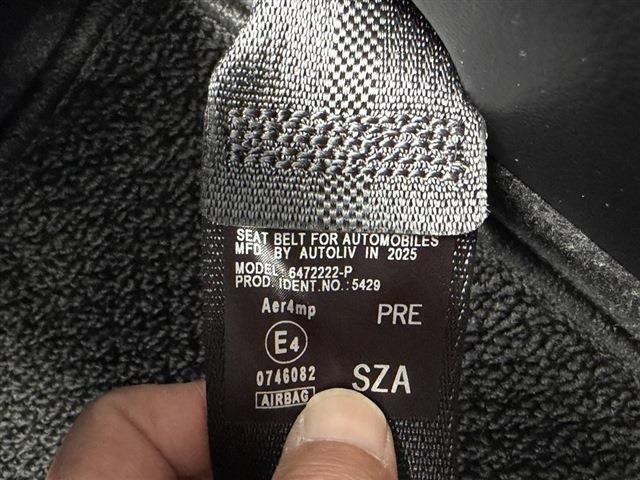 SEAT BELT FOR AUTOMOBILES
MFD. BY AUTOLIV IN 2025
MODEL: 6472222-P
PROD. IDENT.NO.:5429
Aer4mp
PRE
E4
0746082
SZA
AIRBAG